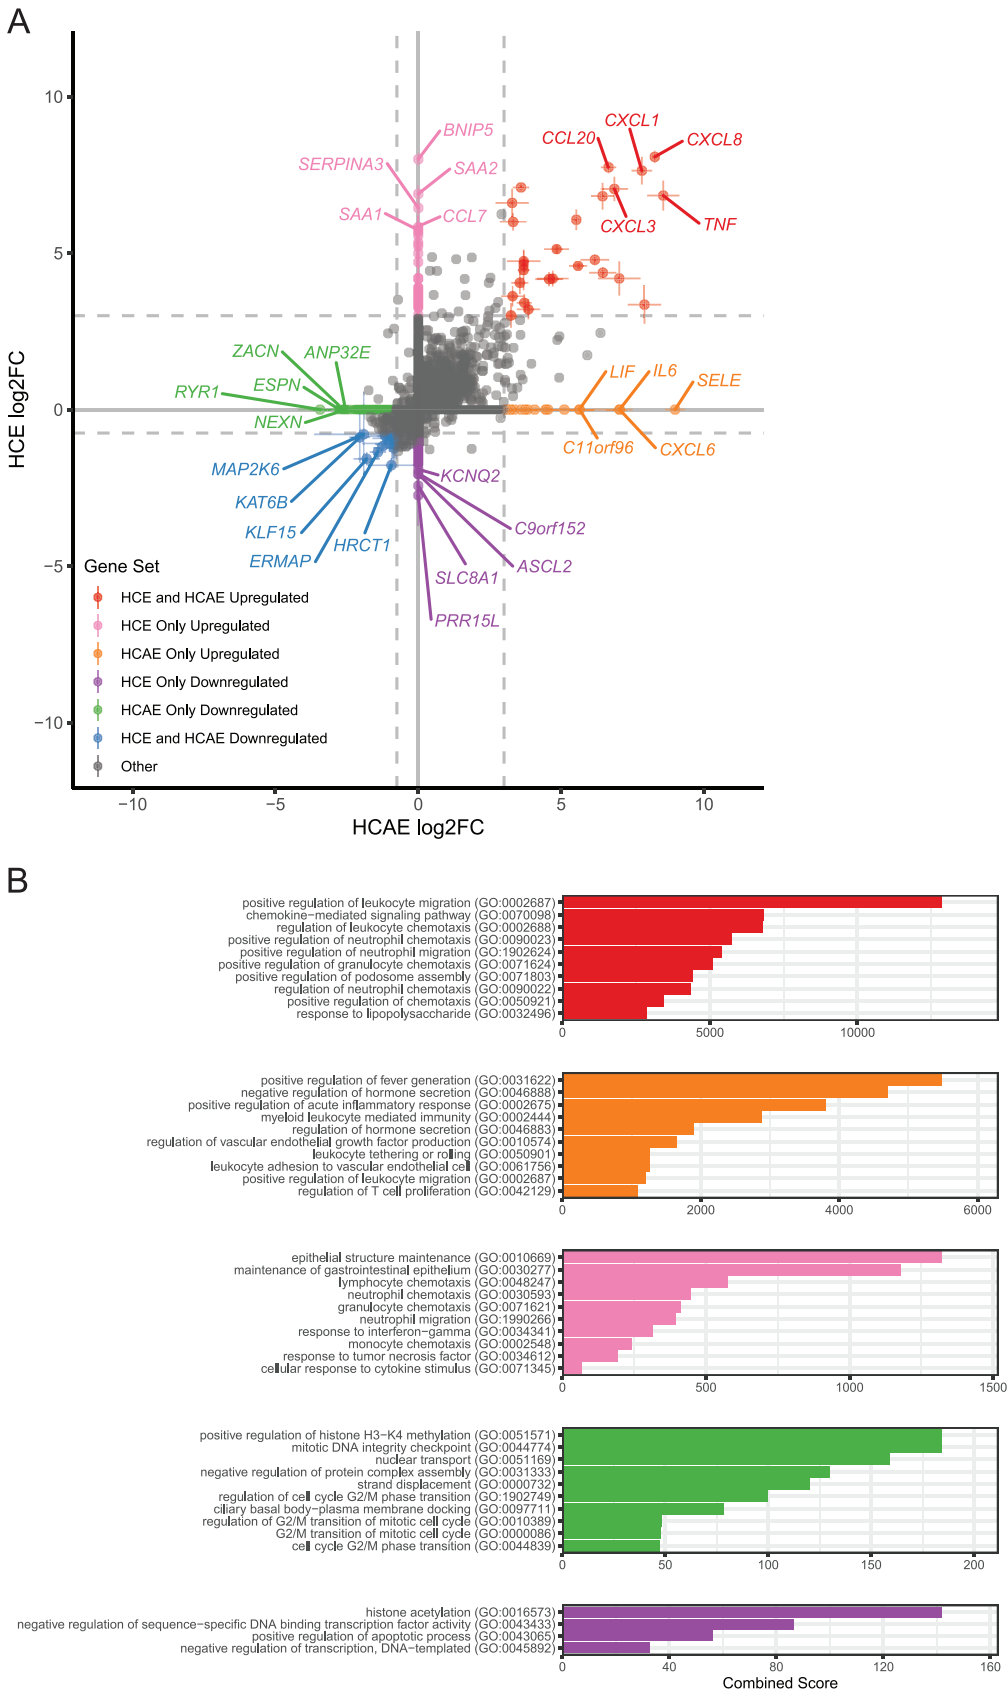 A
10
5
0
−5
−10
HCE log2FC
BNIP5
SERPINA3
SAA2
SAA1
CCL7
CXCL1
CCL20
CXCL8
CXCL3
TNF
ZACN
ANP32E
RYR1
ESPN
NEXN
LIF
IL6
SELE
C11orf96
CXCL6
MAP2K6
KAT6B
KLF15
HRCT1
ERMAP
KCNQ2
C9orf152
ASCL2
SLC8A1
PRR15L
Gene Set
HCE and HCAE Upregulated
HCE Only Upregulated
HCAE Only Upregulated
HCE Only Downregulated
HCAE Only Downregulated
HCE and HCAE Downregulated
Other
−10 −5 0 5 10
HCAE log2FC
B
positive regulation of leukocyte migration (GO:0002687)
chemokine−mediated signaling pathway (GO:0070098)
regulation of leukocyte chemotaxis (GO:0002688)
positive regulation of neutrophil chemotaxis (GO:0090023)
positive regulation of neutrophil migration (GO:1902624)
positive regulation of granulocyte chemotaxis (GO:0071624)
positive regulation of podosome assembly (GO:0071803)
regulation of neutrophil chemotaxis (GO:0090022)
positive regulation of chemotaxis (GO:0050921)
response to lipopolysaccharide (GO:0032496)
0 5000 10000
positive regulation of fever generation (GO:0031622)
negative regulation of hormone secretion (GO:0046888)
positive regulation of acute inflammatory response (GO:0002675)
myeloid leukocyte mediated immunity (GO:0002444)
regulation of hormone secretion (GO:0046883)
regulation of vascular endothelial growth factor production (GO:0010574)
leukocyte tethering or rolling (GO:0050901)
leukocyte adhesion to vascular endothelial cell (GO:0061756)
positive regulation of leukocyte migration (GO:0002687)
regulation of T cell proliferation (GO:0042129)
0 2000 4000 6000
epithelial structure maintenance (GO:0010669)
maintenance of gastrointestinal epithelium (GO:0030277)
lymphocyte chemotaxis (GO:0048247)
neutrophil chemotaxis (GO:0030593)
granulocyte chemotaxis (GO:0071621)
neutrophil migration (GO:1990266)
response to interferon−gamma (GO:0034341)
monocyte chemotaxis (GO:0002548)
response to tumor necrosis factor (GO:0034612)
cellular response to cytokine stimulus (GO:0071345)
0 500 1000 1500
positive regulation of histone H3−K4 methylation (GO:0051571)
mitotic DNA integrity checkpoint (GO:0044774)
nuclear transport (GO:0051169)
negative regulation of protein complex assembly (GO:0031333)
strand displacement (GO:0000732)
regulation of cell cycle G2/M phase transition (GO:1902749)
ciliary basal body−plasma membrane docking (GO:0097711)
regulation of G2/M transition of mitotic cell cycle (GO:0010389)
G2/M transition of mitotic cell cycle (GO:0000086)
cell cycle G2/M phase transition (GO:0044839)
0 50 100 150 200
histone acetylation (GO:0016573)
negative regulation of sequence−specific DNA binding transcription factor activity (GO:0043433)
positive regulation of apoptotic process (GO:0043065)
negative regulation of transcription, DNA−templated (GO:0045892)
0 40 80 120 160
Combined Score